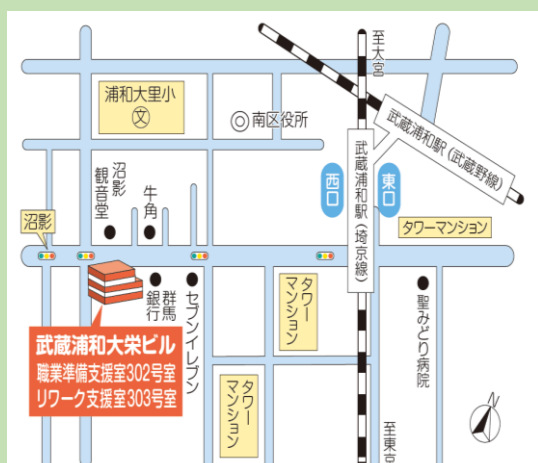 至大宮
浦和大里小
文
南区役所
武蔵浦和駅(武蔵野線)
武蔵浦和駅(埼京線)
西口
東口
沼影
観音堂
牛角
沼影
タワーマンション
群馬
銀行
セブンイレブン
タワー
マンション
聖みどり病院
武蔵浦和大栄ビル
職業準備支援室302号室
リワーク支援室303号室
タワー
マンション
至東京